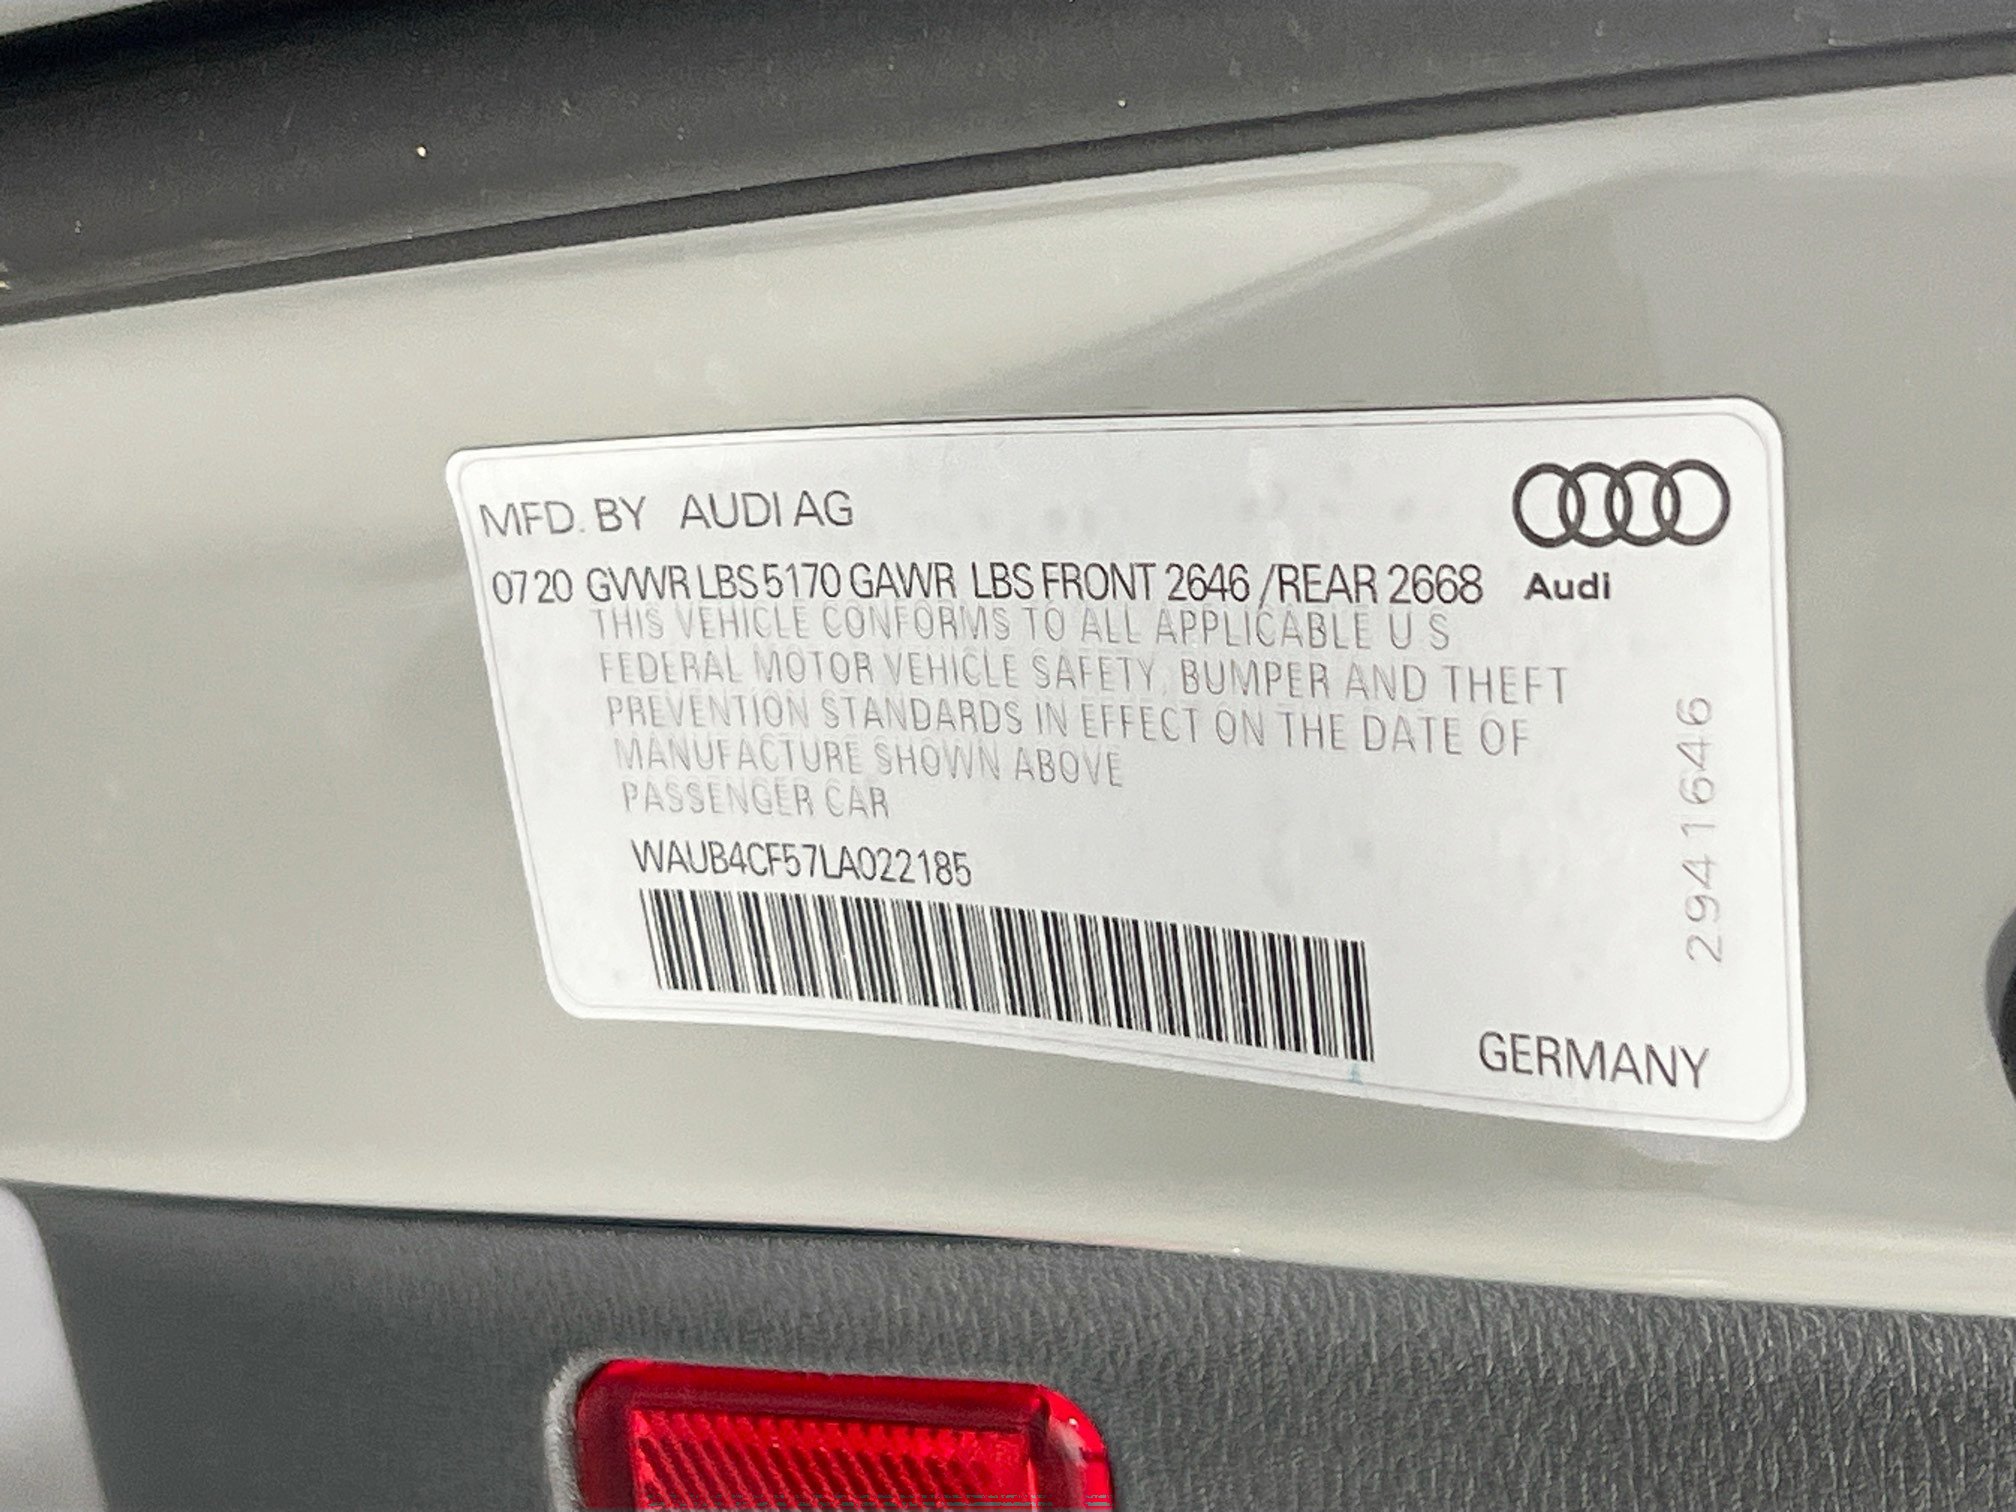 MFD. BY AUDI AG
07 20 GVWR LBS 5170 GAWR LBS FRONT 2646 /REAR 2668
Audi
THIS VEHICLE CONFORMS TO ALL APPLICABLE U S
FEDERAL MOTOR VEHICLE SAFETY, BUMPER AND THEFT
PREVENTION STANDARDS IN EFFECT ON THE DATE OF
MANUFACTURE SHOWN ABOVE
PASSENGER CAR
WAUB4CF57LA022185
2941646
GERMANY